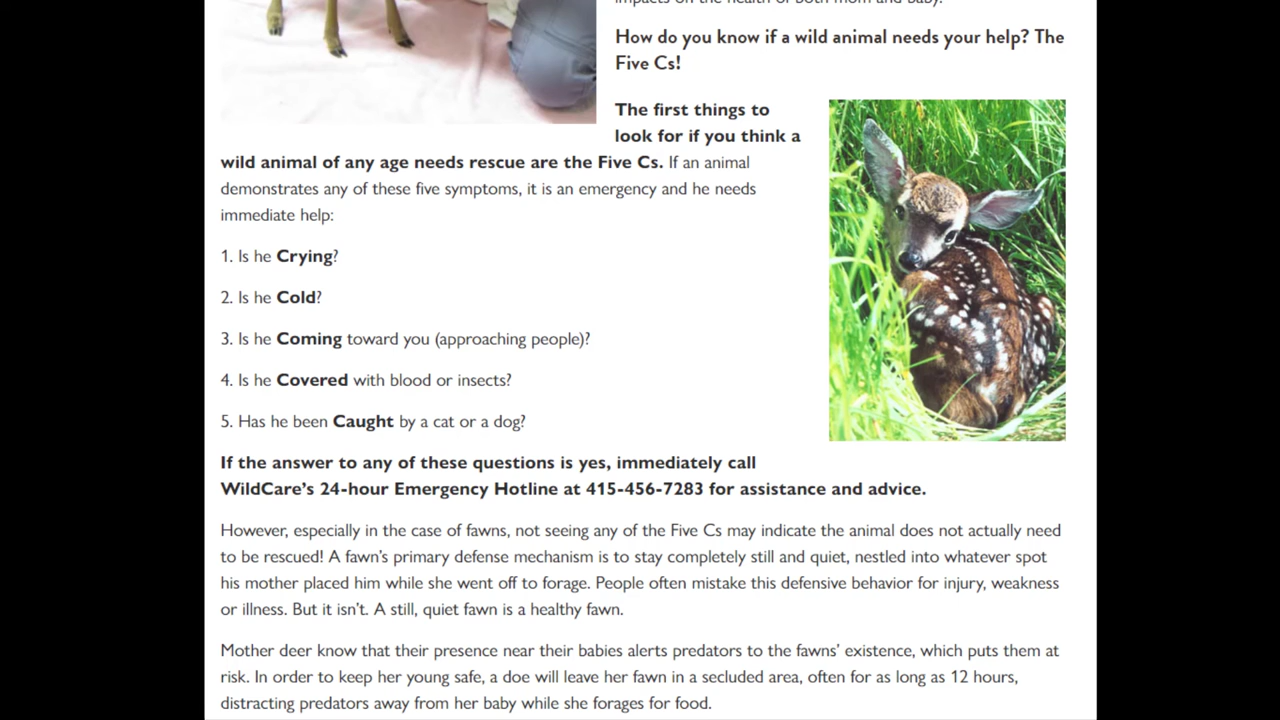 impacts on the health of both mom and baby.
How do you know if a wild animal needs your help? The
Five Cs!
The first things to
look for if you think a
wild animal of any age needs rescue are the Five Cs. If an animal
demonstrates any of these five symptoms, it is an emergency and he needs
immediate help:
1. Is he Crying?
2. Is he Cold?
3. Is he Coming toward you (approaching people)?
4. Is he Covered with blood or insects?
5. Has he been Caught by a cat or a dog?
If the answer to any of these questions is yes, immediately call
WildCare’s 24-hour Emergency Hotline at 415-456-7283 for assistance and advice.
However, especially in the case of fawns, not seeing any of the Five Cs may indicate the animal does not actually need
to be rescued! A fawn’s primary defense mechanism is to stay completely still and quiet, nestled into whatever spot
his mother placed him while she went off to forage. People often mistake this defensive behavior for injury, weakness
or illness. But it isn’t. A still, quiet fawn is a healthy fawn.
Mother deer know that their presence near their babies alerts predators to the fawns’ existence, which puts them at
risk. In order to keep her young safe, a doe will leave her fawn in a secluded area, often for as long as 12 hours,
distracting predators away from her baby while she forages for food.